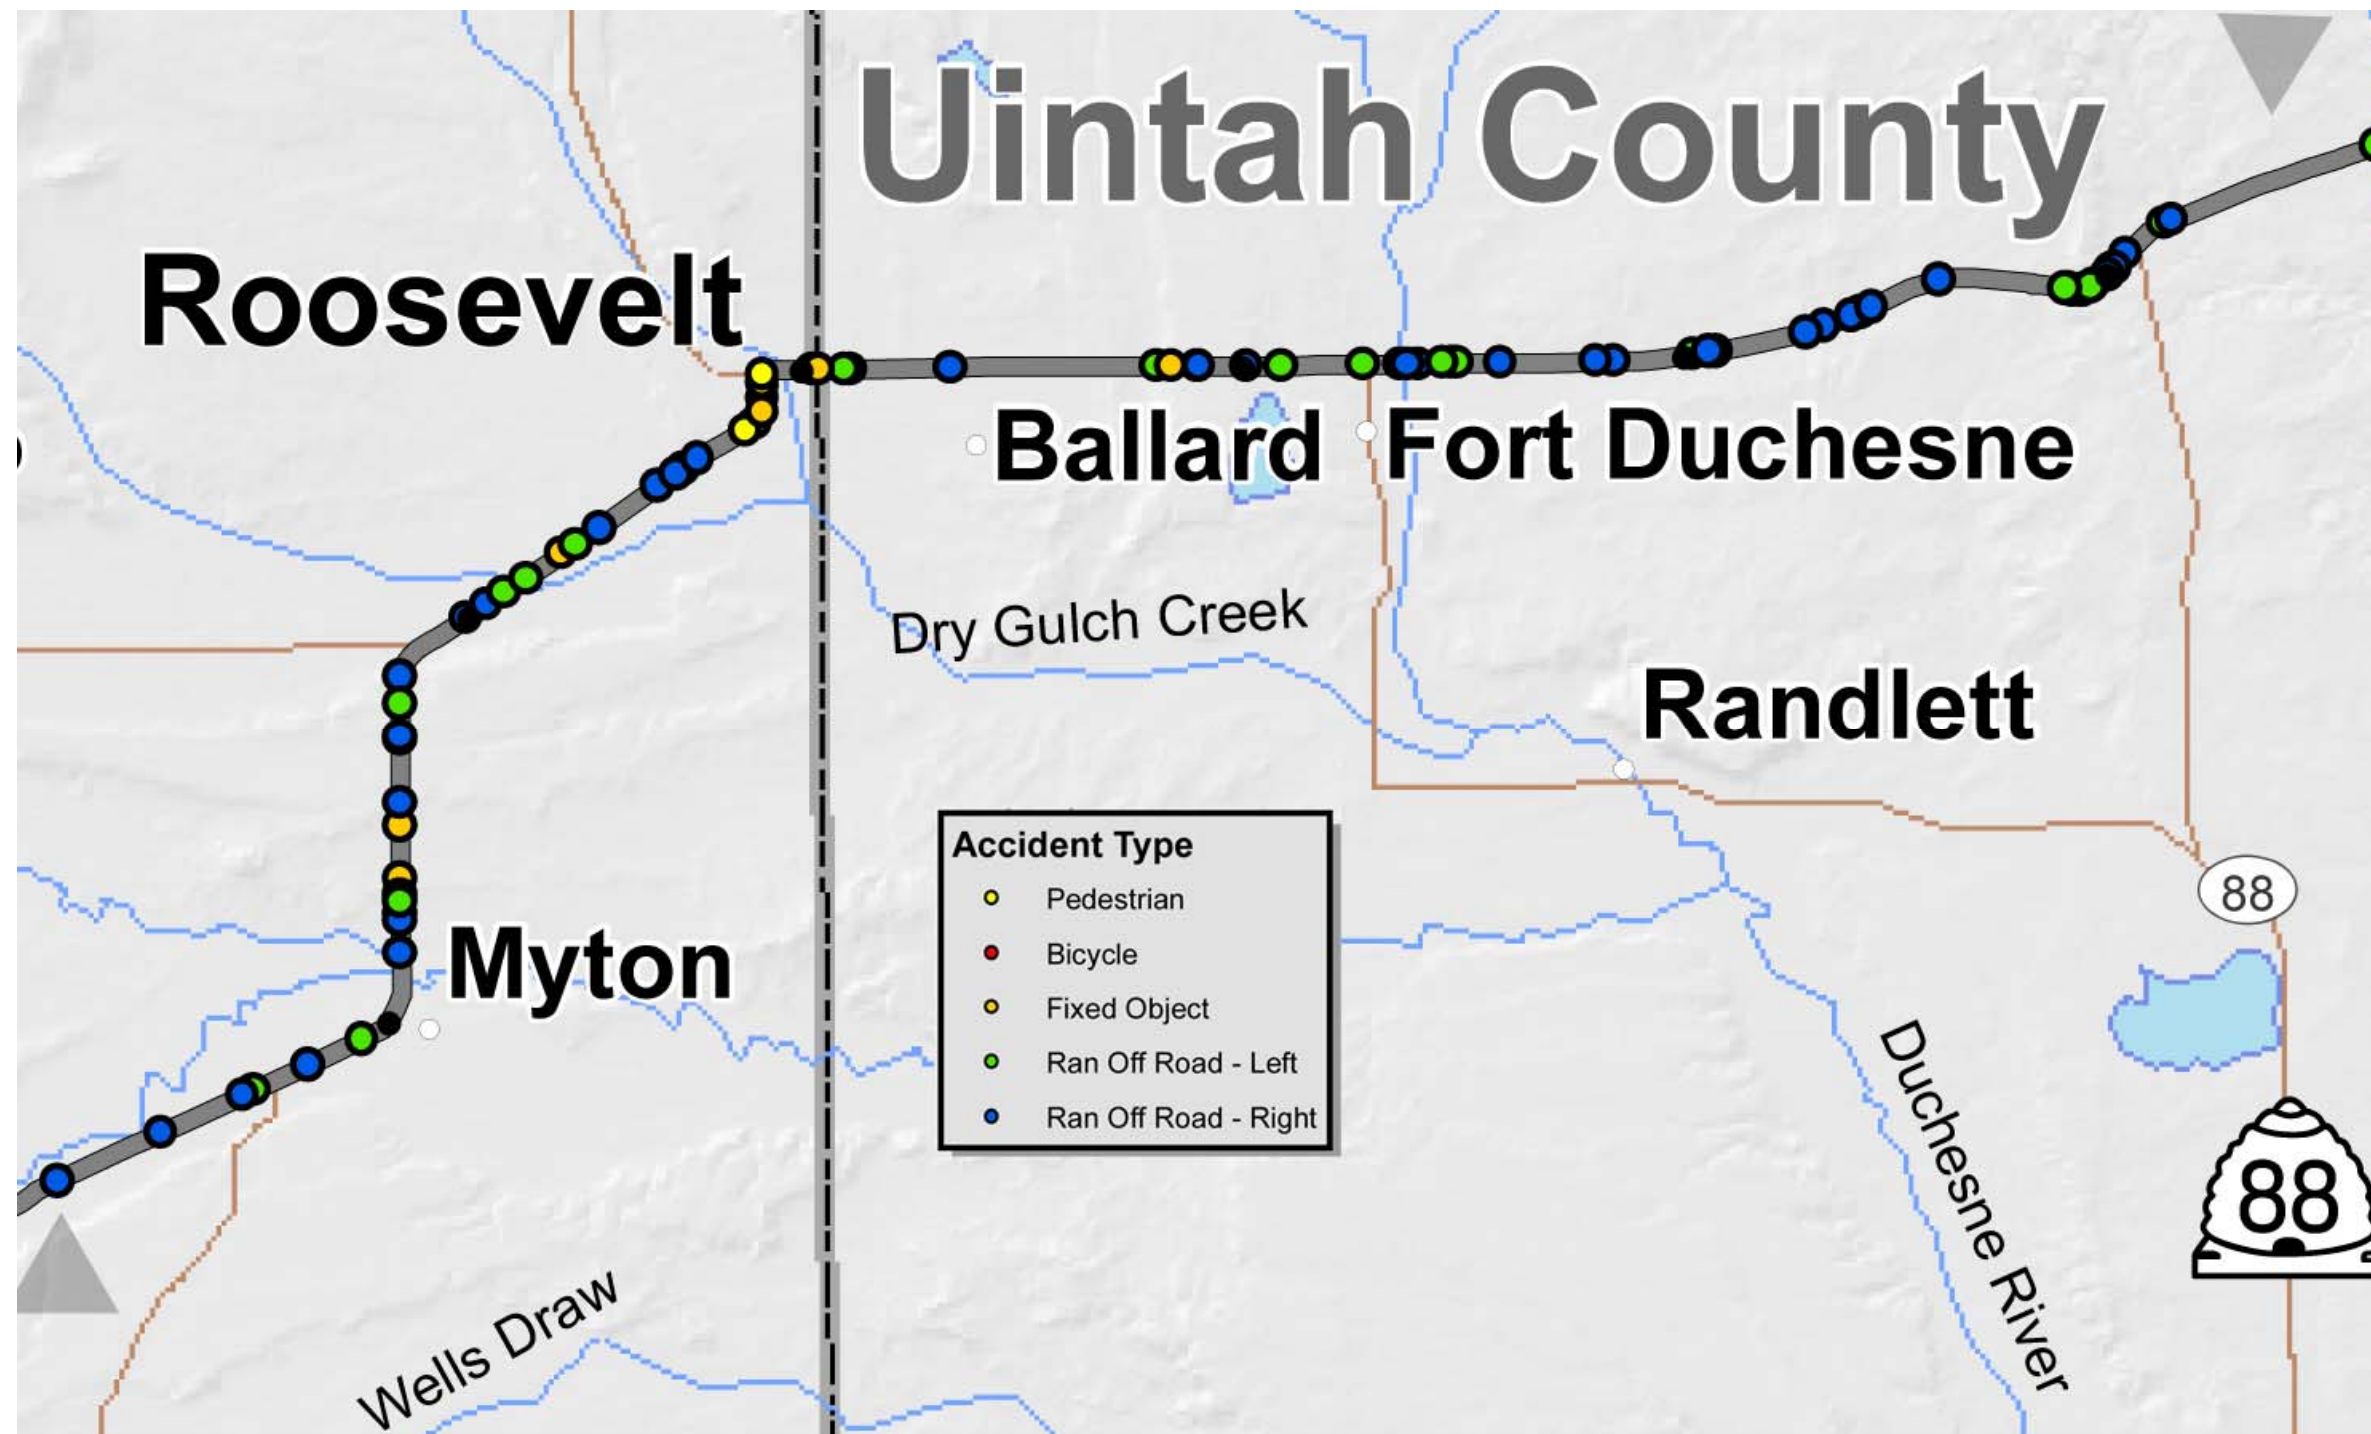 Uintah County
Roosevelt
Ballard
Fort Duchesne
Dry Gulch Creek
Randlett
Accident Type
Pedestrian
Bicycle
Fixed Object
Ran Off Road - Left
Ran Off Road - Right
88
Myton
Duchesne River
88
Wells Draw